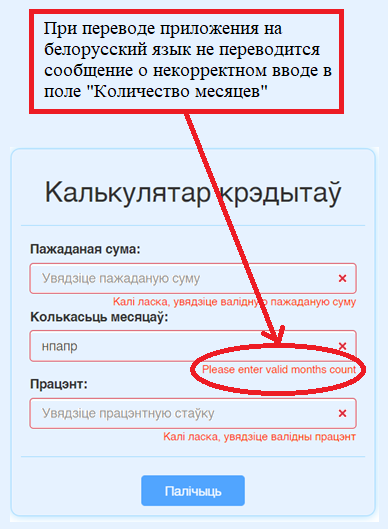 При переводе приложения на
белорусский язык не переводится
сообщение о некорректном вводе в
поле "Количество месяцев"
Калькулятар крэдытаў
Пажаданая сума:
Увядзіце пажаданую суму
Калі ласка, увядзіце валідную пажаданую суму
Колькасьць месяцаў:
нпапр
Please enter valid months count
Працэнт:
Увядзіце працэнтную стаўку
Калі ласка, увядзіце валідны працэнт
Палічыць